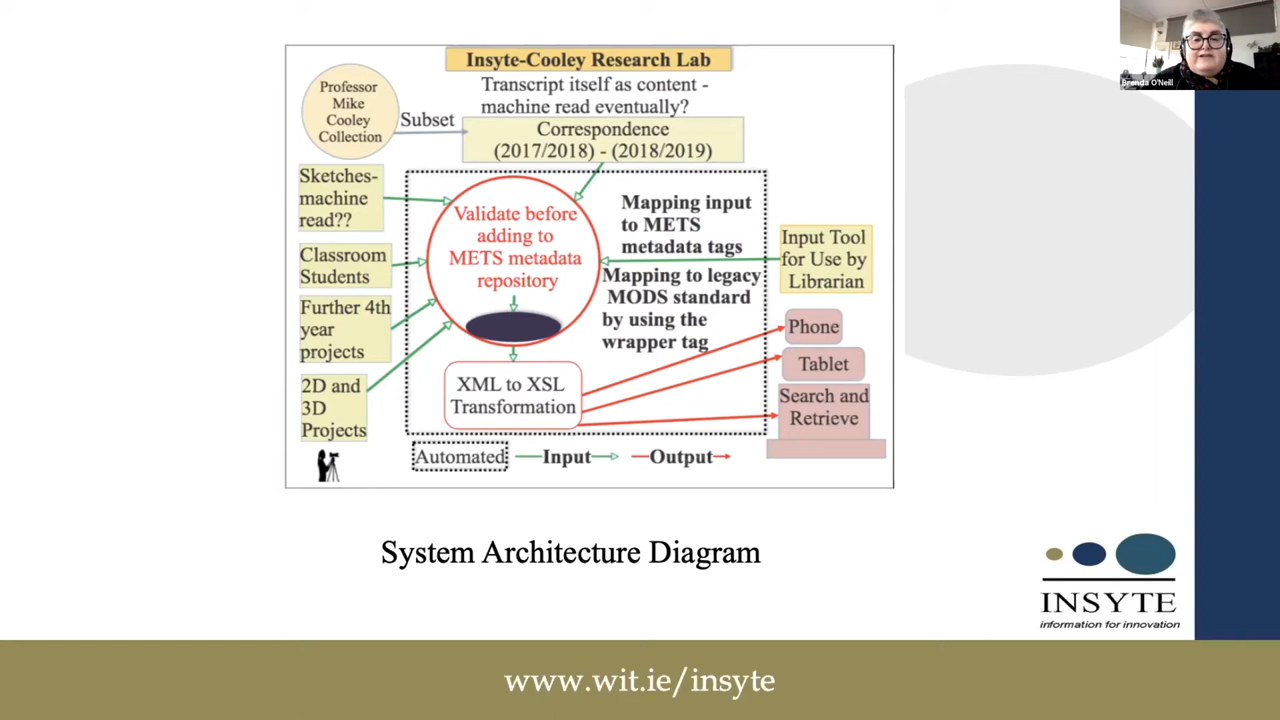 Brenda O'Neill
Insyte-Cooley Research Lab
Transcript itself as content -
machine read eventually?
Professor
Mike
Cooley
Collection
Subset
Correspondence
(2017/2018) - (2018/2019)
Sketches-
machine
read??
Classroom
Students
Further 4th
year
projects
2D and
3D
Projects
Validate before
adding to
METS metadata
repository
Mapping input
to METS
metadata tags
Mapping to legacy
MODS standard
by using the
wrapper tag
Input Tool
for Use by
Librarian
XML to XSL
Transformation
Phone
Tablet
Search and
Retrieve
Automated
Input
Output
System Architecture Diagram
INSYTE
information for innovation
www.wit.ie/insyte